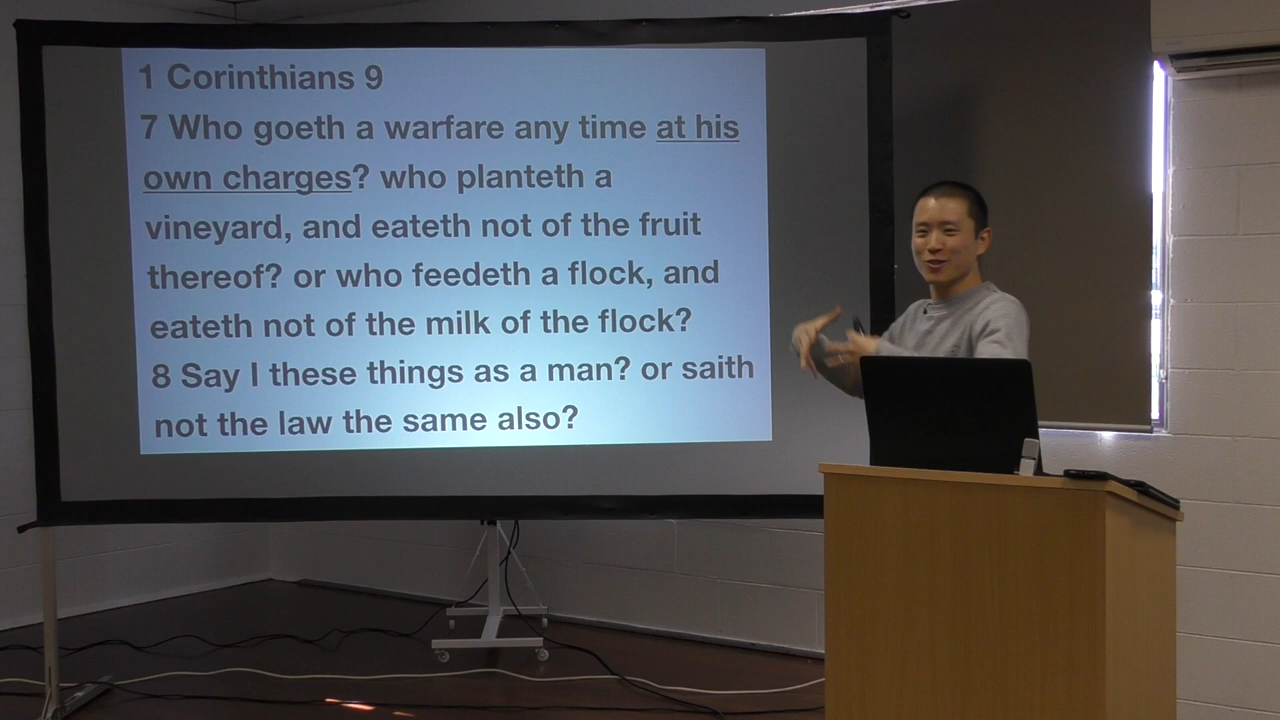 1 Corinthians 9
7 Who goeth a warfare any time at his
own charges? who planteth a
vineyard, and eateth not of the fruit
thereof? or who feedeth a flock, and
eateth not of the milk of the flock?
8 Say I these things as a man? or saith
not the law the same also?